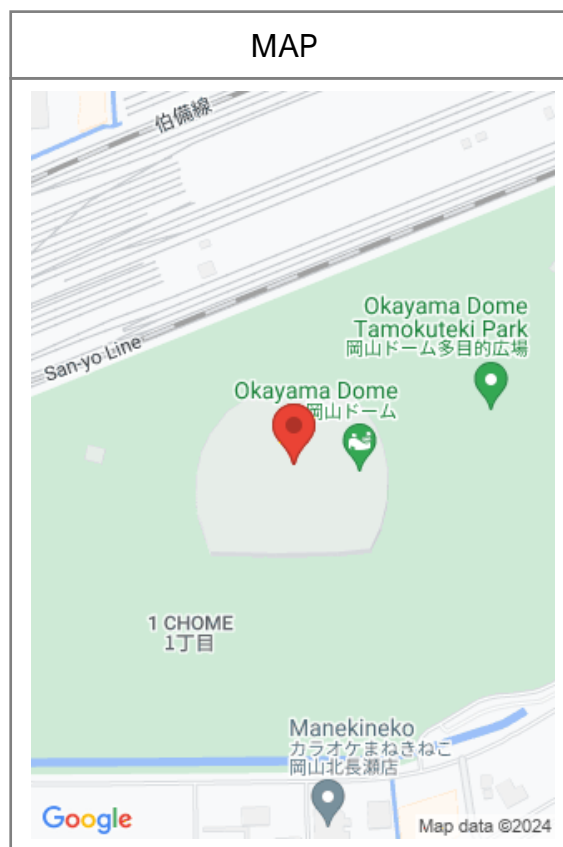 MAP
伯備線
Okayama Dome
Tamokuteki Park
岡山ドーム多目的広場
San-yo Line
Okayama Dome
岡山ドーム
1 CHOME
1丁目
Manekineko
カラオケまねきねこ
岡山北長瀬店
Google
Map data ©2024